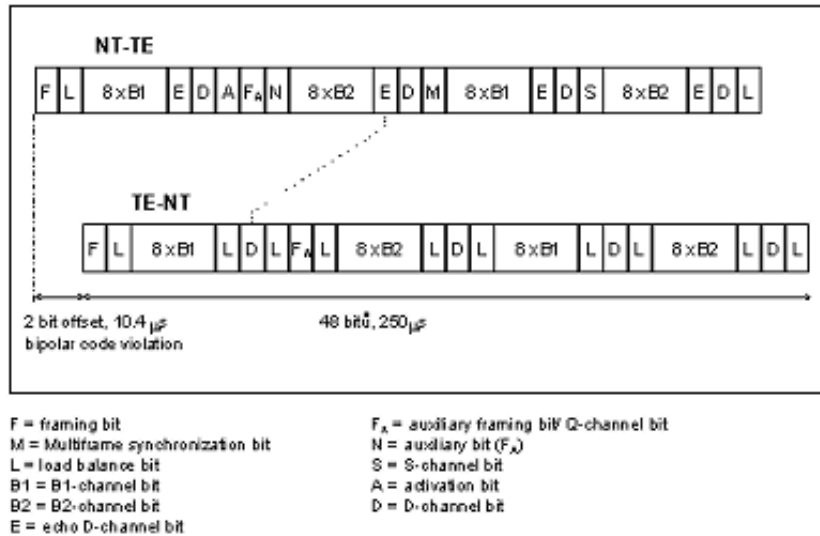 NT-TE
F L 8xB1 E D A FA N 8xB2 E D M 8xB1 E D S 8xB2 E D L
TE-NT
F L 8xB1 L D L FA L 8xB2 L D L 8xB1 L D L 8xB2 L D L
2 bit offset, 10.4 µs
bipolar code violation
48 bitů, 250µs
F = framing bit
M = Multiframe synchronization bit
L = load balance bit
B1 = B1-channel bit
B2 = B2-channel bit
E = echo D-channel bit
FA = auxiliary framing bit/ Q-channel bit
N = auxiliary bit (FA)
S = S-channel bit
A = activation bit
D = D-channel bit